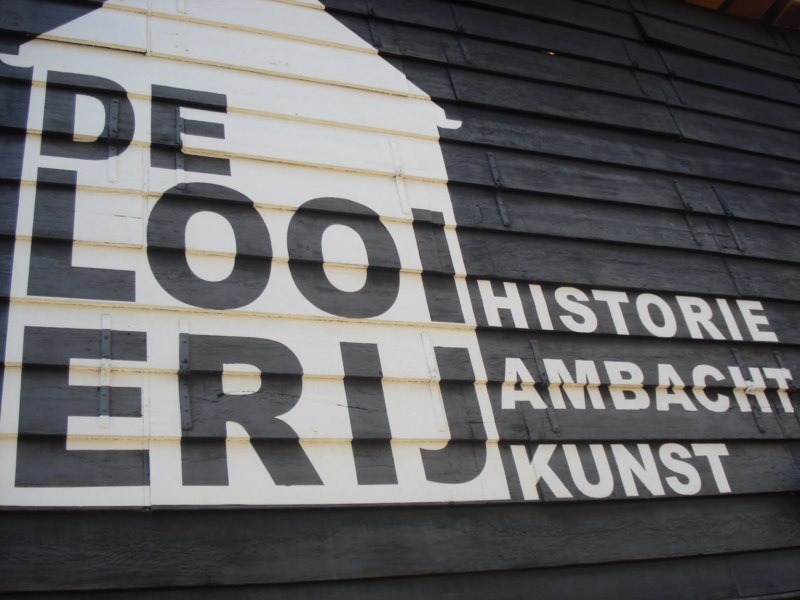 DE
LOOI
ERIJ
HISTORIE
AMBACHT
KUNST